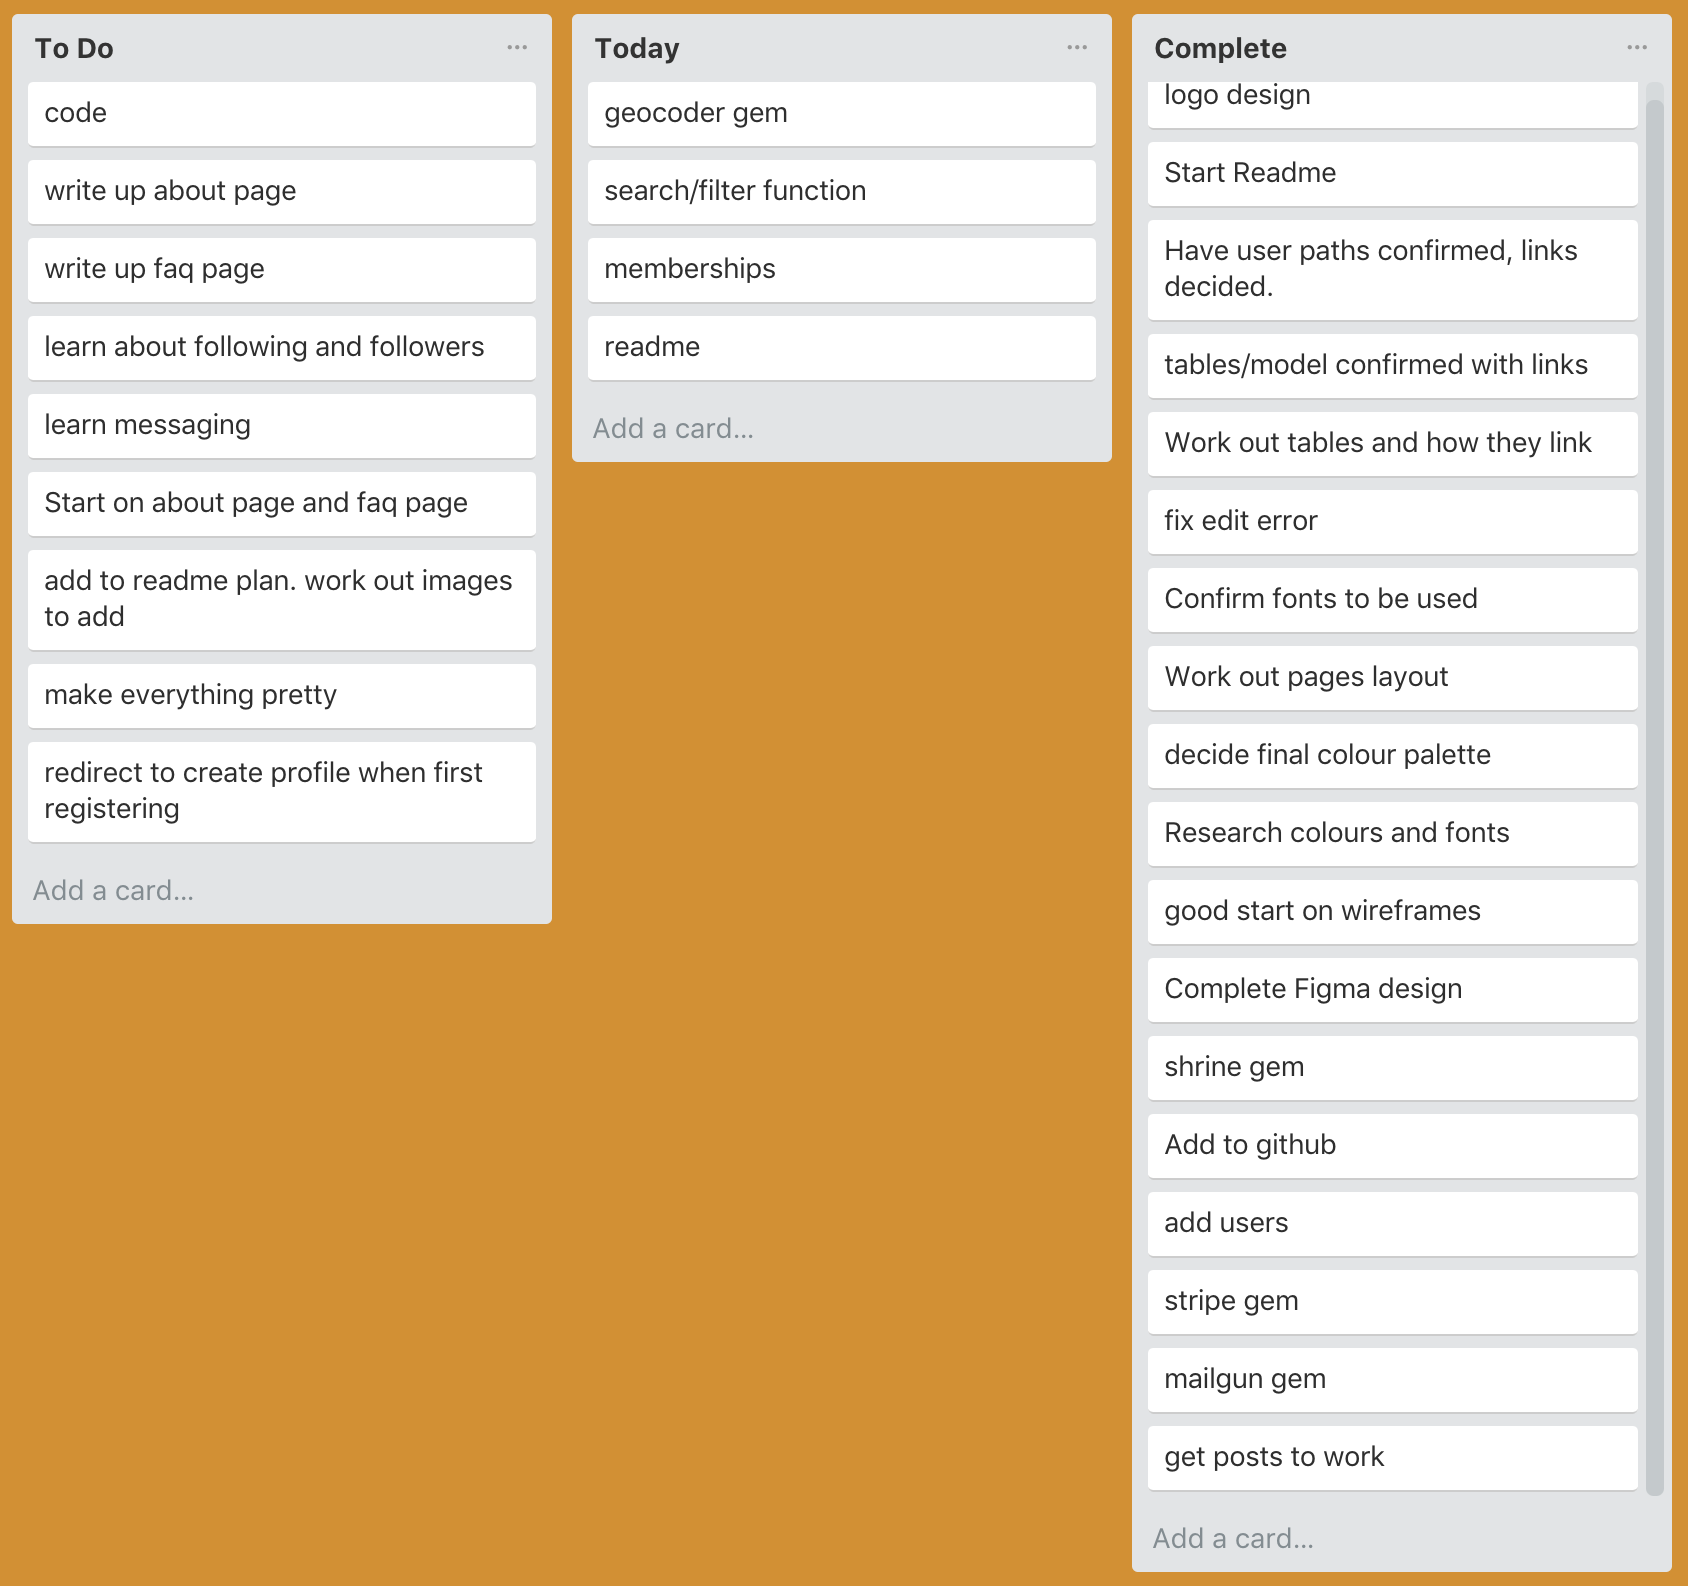 To Do
code
write up about page
write up faq page
learn about following and followers
learn messaging
Start on about page and faq page
add to readme plan. work out images
to add
make everything pretty
redirect to create profile when first
registering
Add a card...
Today
geocoder gem
search/filter function
memberships
readme
Add a card...
Complete
logo design
Start Readme
Have user paths confirmed, links
decided.
tables/model confirmed with links
Work out tables and how they link
fix edit error
Confirm fonts to be used
Work out pages layout
decide final colour palette
Research colours and fonts
good start on wireframes
Complete Figma design
shrine gem
Add to github
add users
stripe gem
mailgun gem
get posts to work
Add a card...